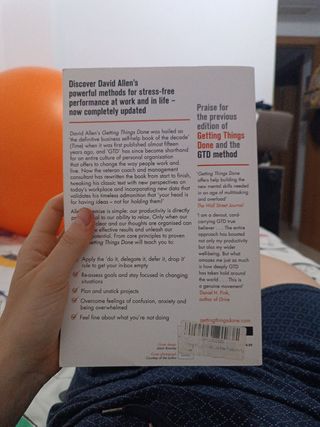 Discover David Allen's
powerful methods for stress-free
performance at work and in life –
now completely updated
David Allen's Getting Things Done was hailed as
'the definitive business self-help book of the decade'
(Time) when it was first published almost fifteen
years ago, and 'GTD' has since become shorthand
for an entire culture of personal organisation
that offers to change the way people work and
live. Now the veteran coach and management
consultant has rewritten the book from start to finish,
tweaking his classic text with new perspectives on
today's workplace and incorporating new data that
validates his timeless admonition that 'your head is
for having ideas – not for holding them!'
Allen's premise is simple: our productivity is directly
to our ability to relax. Only when our
and our thoughts are organised can
effective results and unleash our
potential. From core principles to proven
Getting Things Done will teach you to:
Apply the 'do it, delegate it, defer it, drop it'
rule to get your in-box empty
Re-assess goals and stay focused in changing
situations
Plan and unstick projects
Overcome feelings of confusion, anxiety and
being overwhelmed
Feel fine about what you're not doing
Praise for
the previous
edition of
Getting Things
Done and the
GTD method
'Getting Things Done
offers help building the
new mental skills needed
in an age of multitasking
and overload'
The Wall Street Journal
'I am a devout, card-
carrying GTD true
believer . . . The entire
approach has boosted
not only my productivity
but also my wider
well-being. But what
amazes me just as much
is how deeply GTD
has taken hold around
the world . . . This is a
genuine movement'
Daniel H. Pink,
author of Drive
gettingthingsdone.com